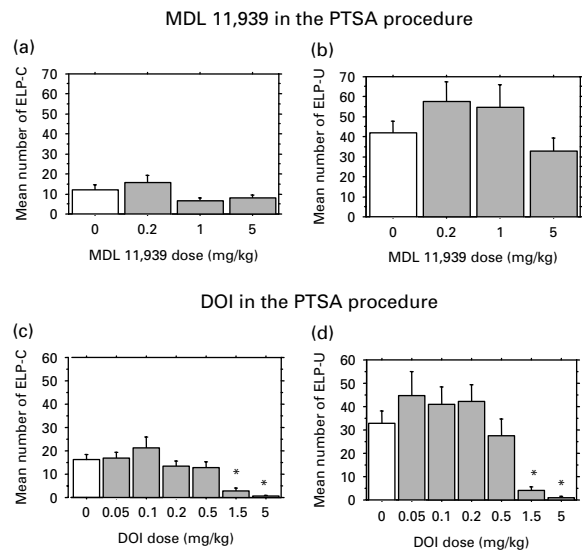 MDL 11,939 in the PTSA procedure
(a)
Mean number of ELP-C
70
60
50
40
30
20
10
0
0 0.2 1 5
MDL 11,939 dose (mg/kg)
(b)
Mean number of ELP-U
70
60
50
40
30
20
10
0
0 0.2 1 5
MDL 11,939 dose (mg/kg)
DOI in the PTSA procedure
(c)
Mean number of ELP-C
60
50
40
30
20
10
0
* *
0 0.05 0.1 0.2 0.5 1.5 5
DOI dose (mg/kg)
(d)
Mean number of ELP-U
60
50
40
30
20
10
0
* *
0 0.05 0.1 0.2 0.5 1.5 5
DOI dose (mg/kg)